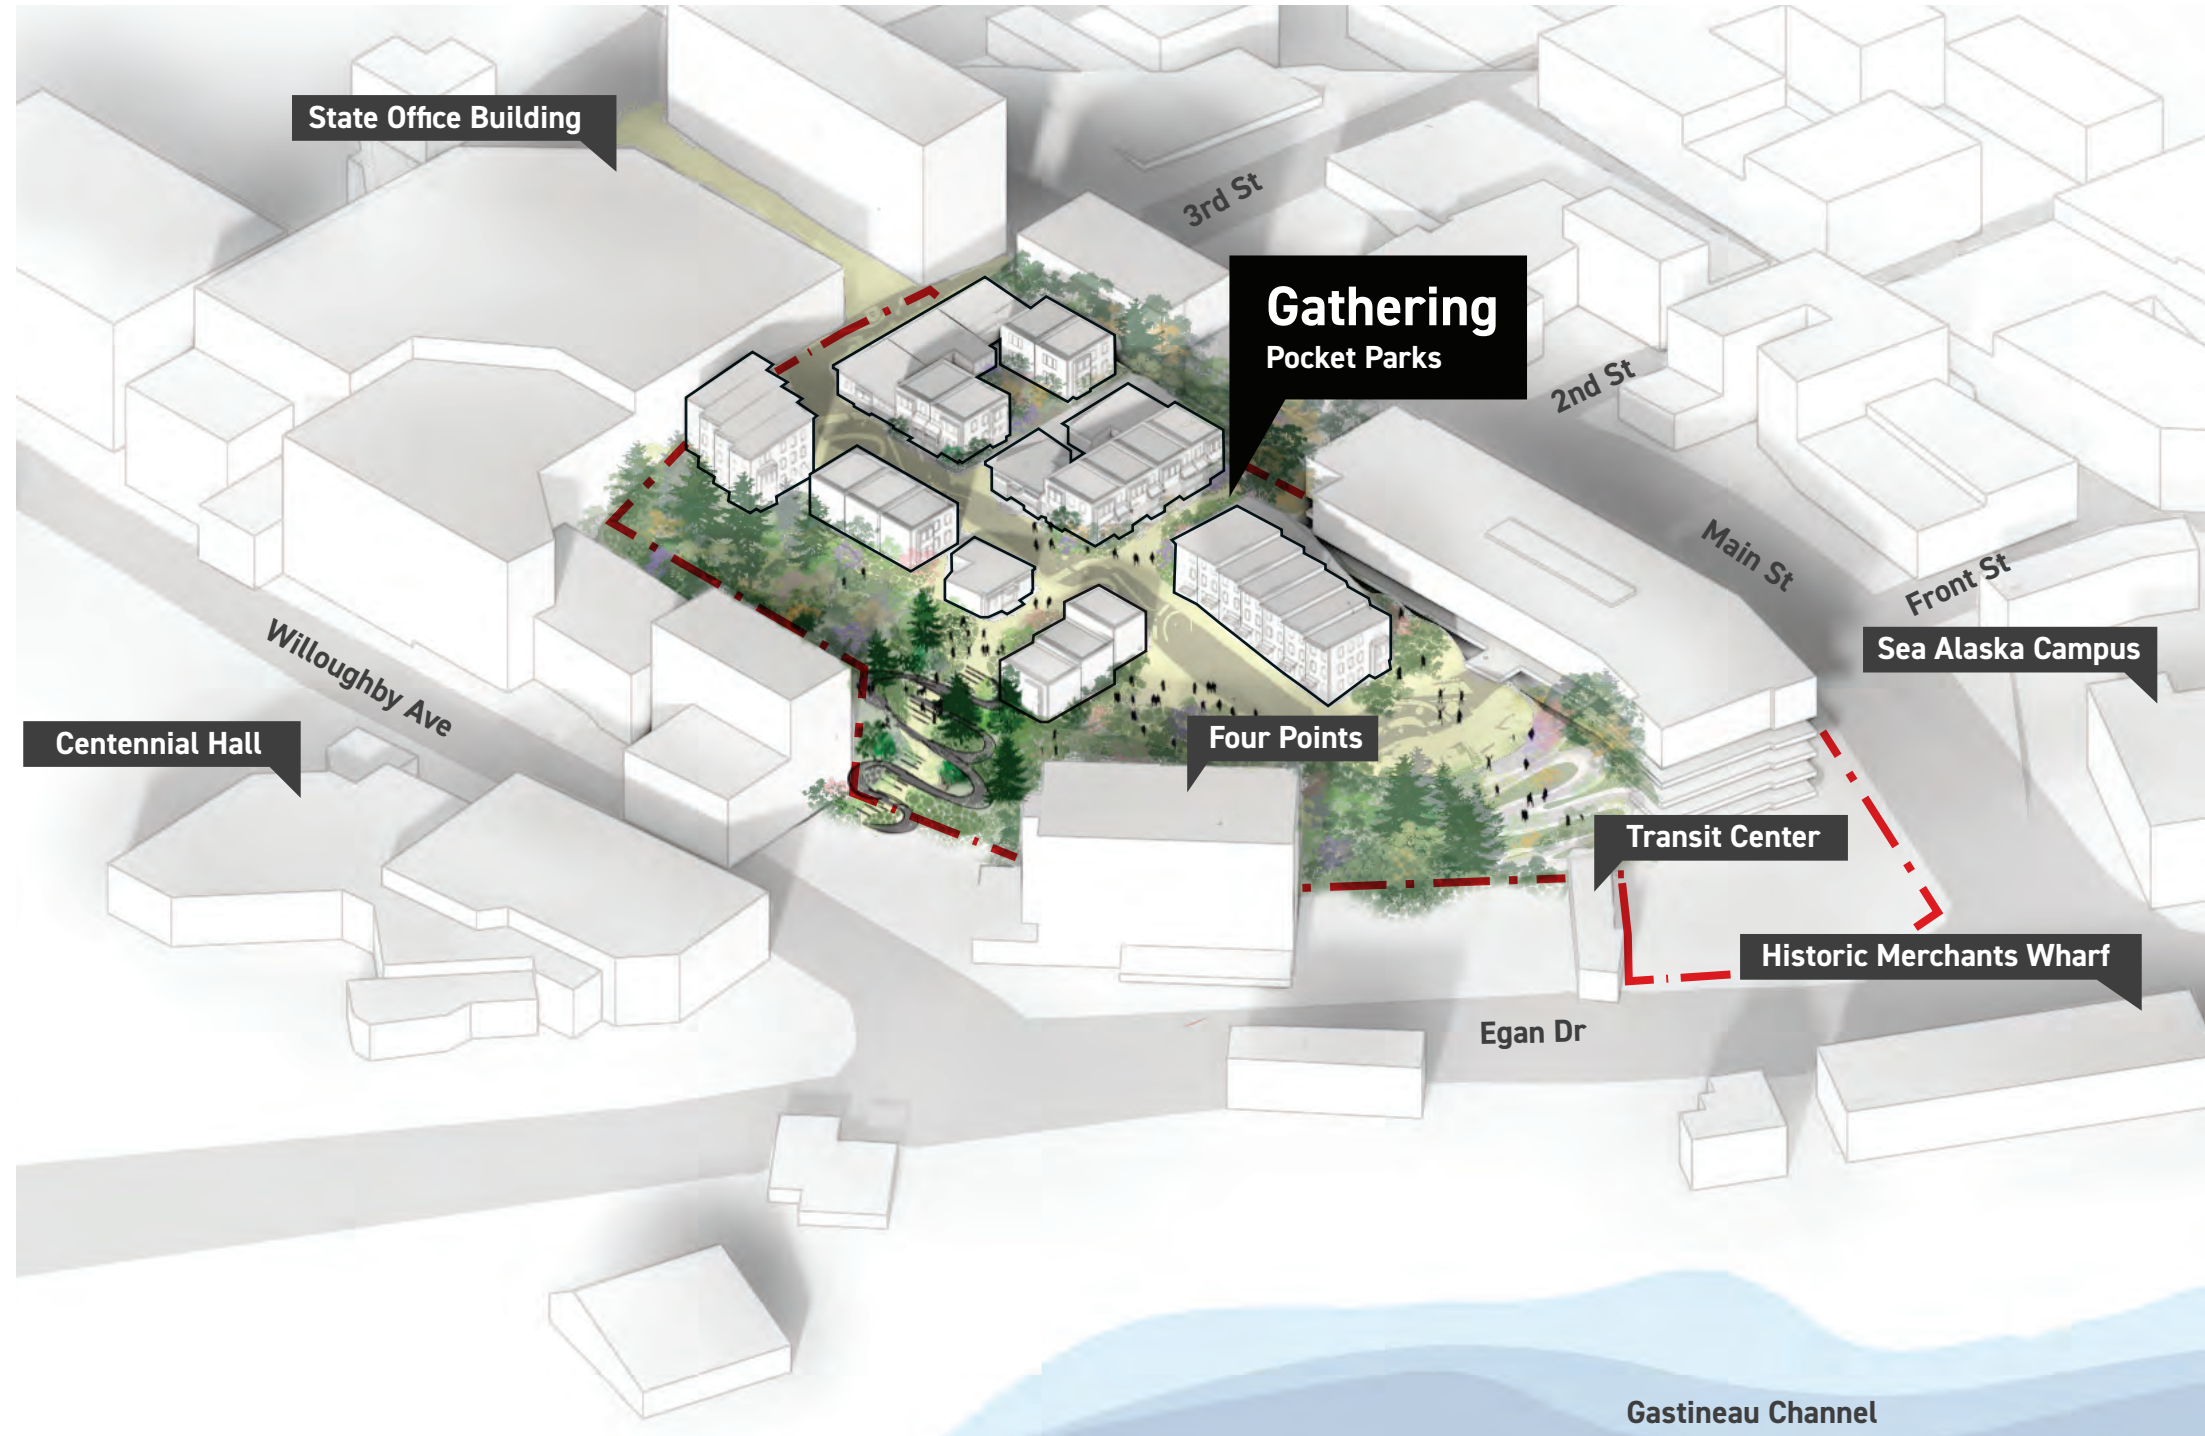 State Office Building
3rd St
Gathering
Pocket Parks
2nd St
Main St
Front St
Sea Alaska Campus
Willoughby Ave
Centennial Hall
Four Points
Transit Center
Historic Merchants Wharf
Egan Dr
Gastineau Channel